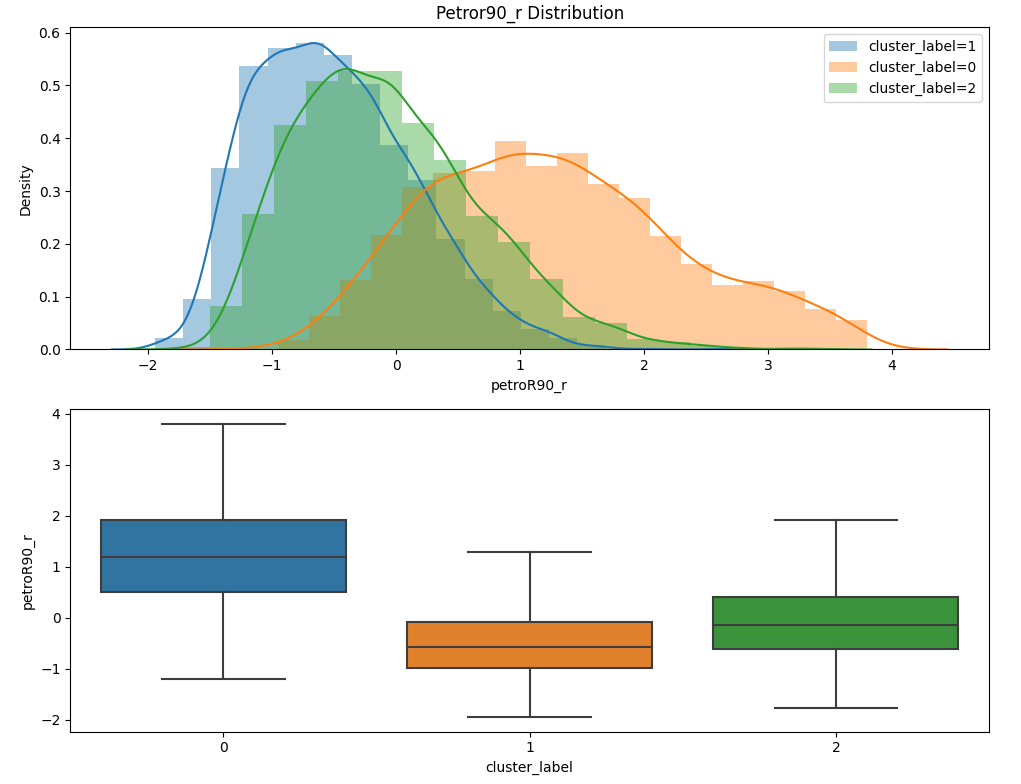 Petror90_r Distribution
0.6
0.5
0.4
0.3
0.2
0.1
0.0
Density
cluster_label=1
cluster_label=0
cluster_label=2
−2 −1 0 1 2 3 4
petroR90_r
4
3
2
1
0
−1
−2
petroR90_r
0 1 2
cluster_label